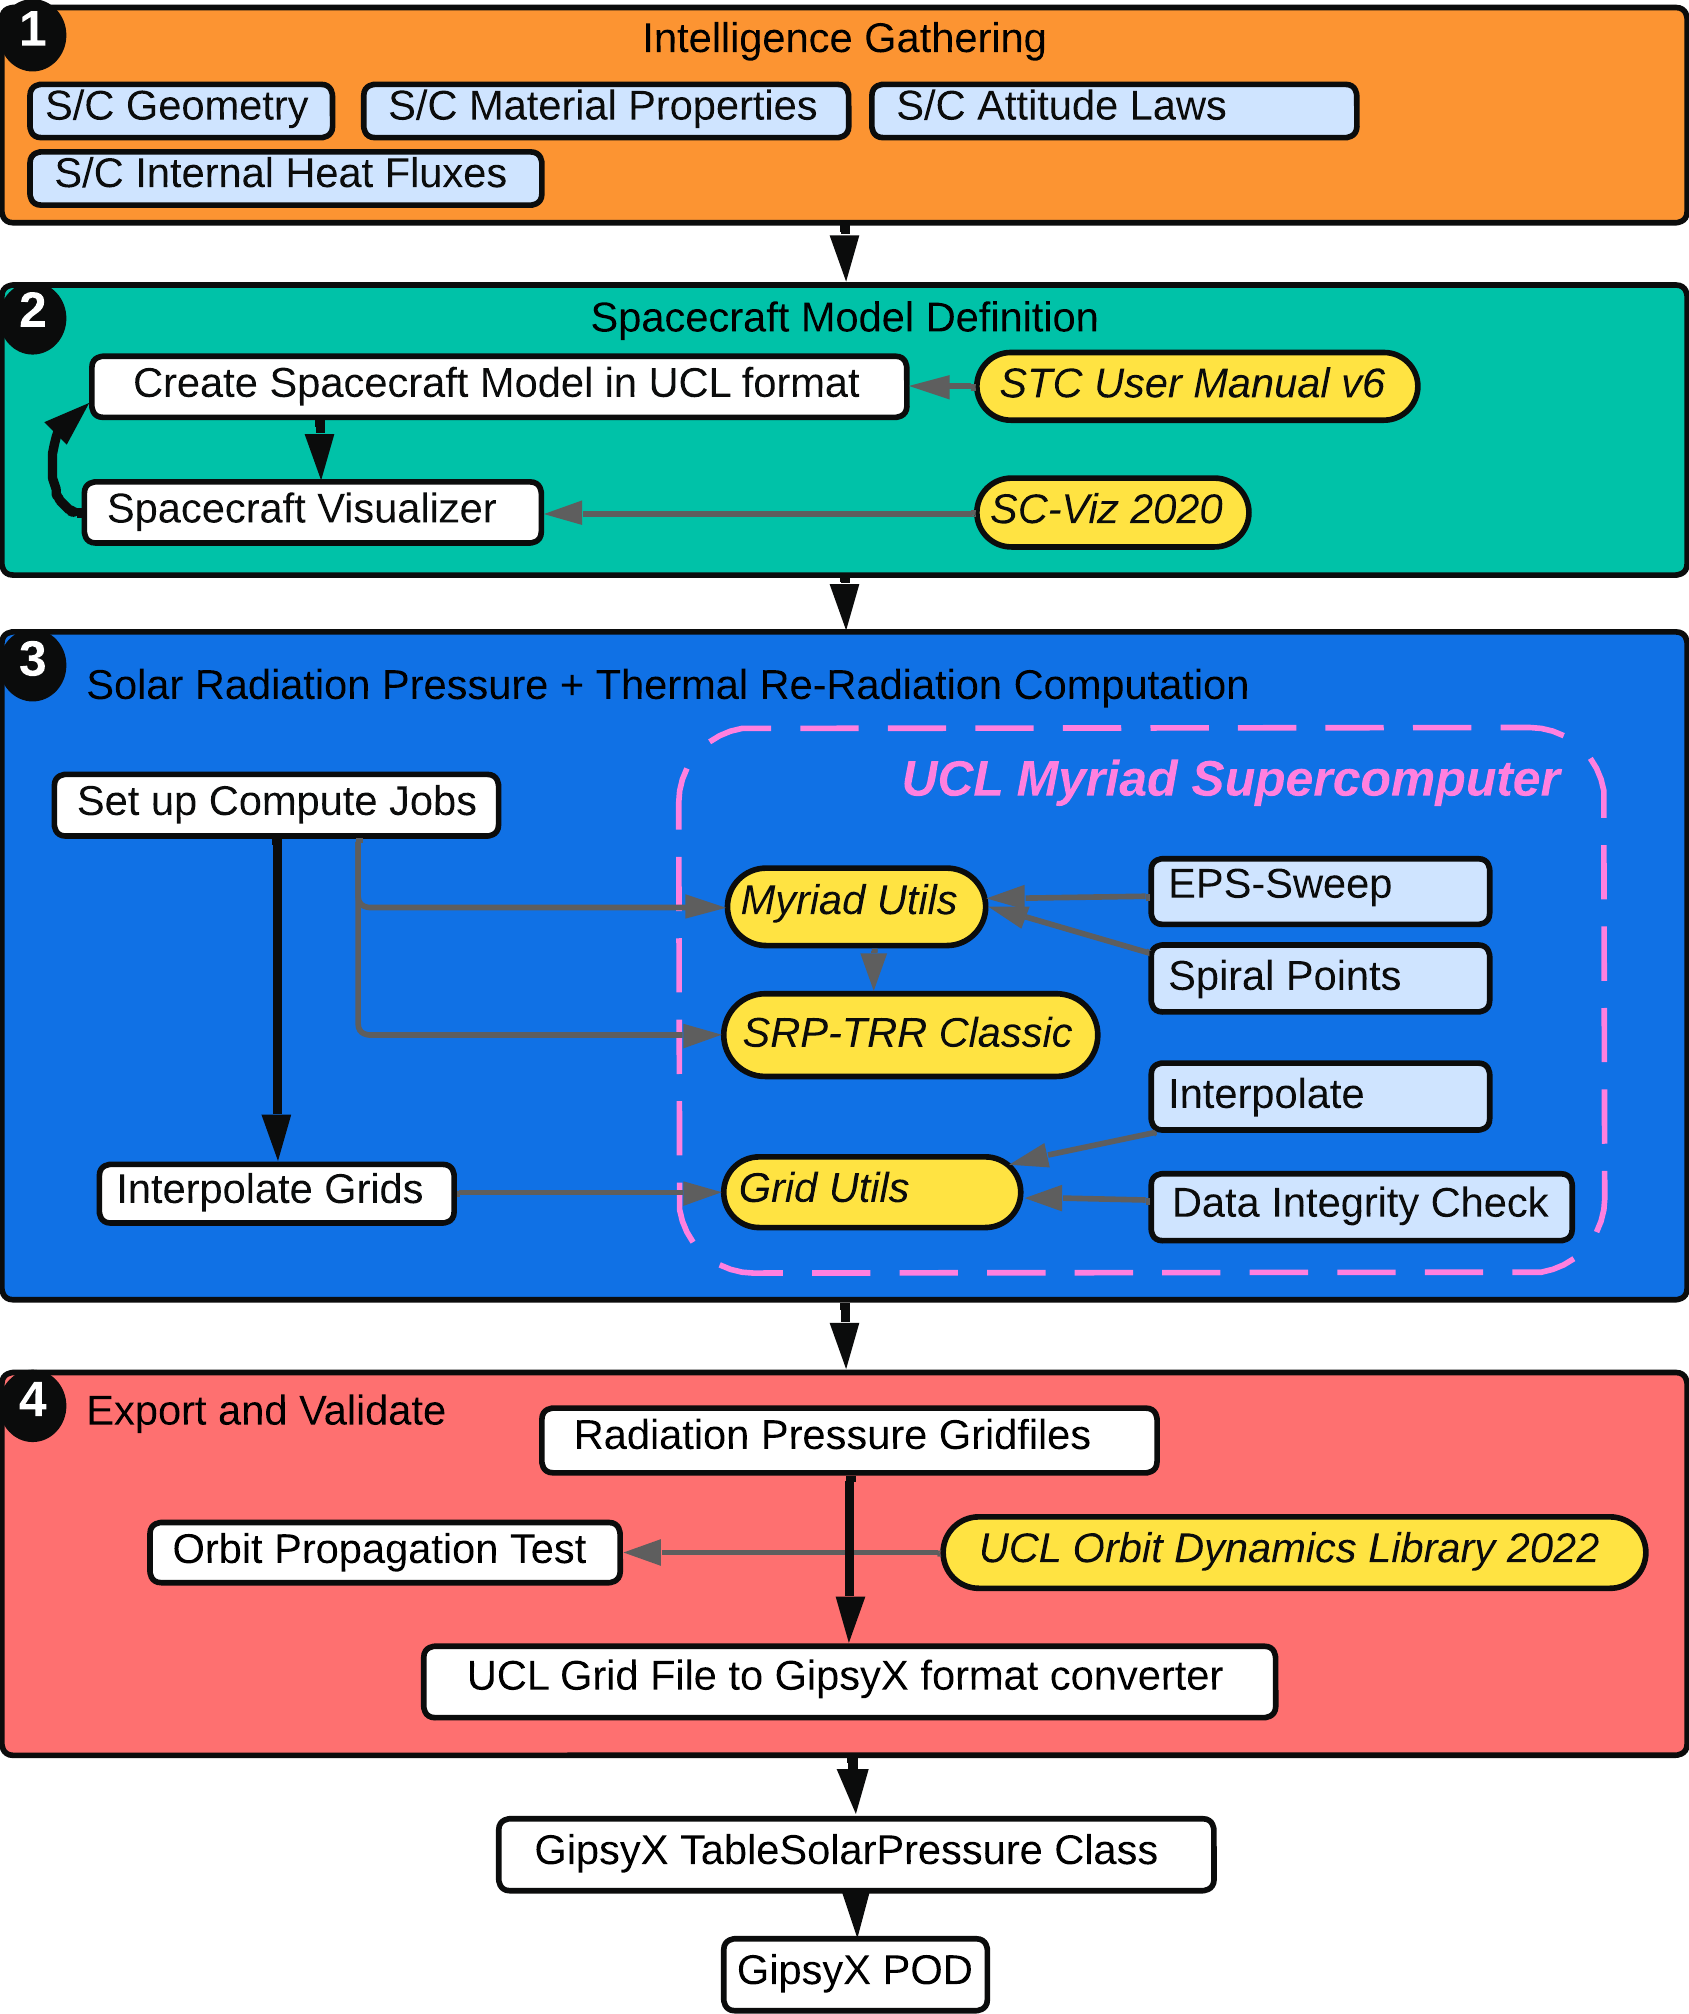 1
Intelligence Gathering
S/C Geometry
S/C Material Properties
S/C Attitude Laws
S/C Internal Heat Fluxes
2
Spacecraft Model Definition
Create Spacecraft Model in UCL format
STC User Manual v6
Spacecraft Visualizer
SC-Viz 2020
3
Solar Radiation Pressure + Thermal Re-Radiation Computation
UCL Myriad Supercomputer
Set up Compute Jobs
Myriad Utils
EPS-Sweep
Spiral Points
SRP-TRR Classic
Interpolate
Interpolate Grids
Grid Utils
Data Integrity Check
4
Export and Validate
Radiation Pressure Gridfiles
Orbit Propagation Test
UCL Orbit Dynamics Library 2022
UCL Grid File to GipsyX format converter
GipsyX TableSolarPressure Class
GipsyX POD